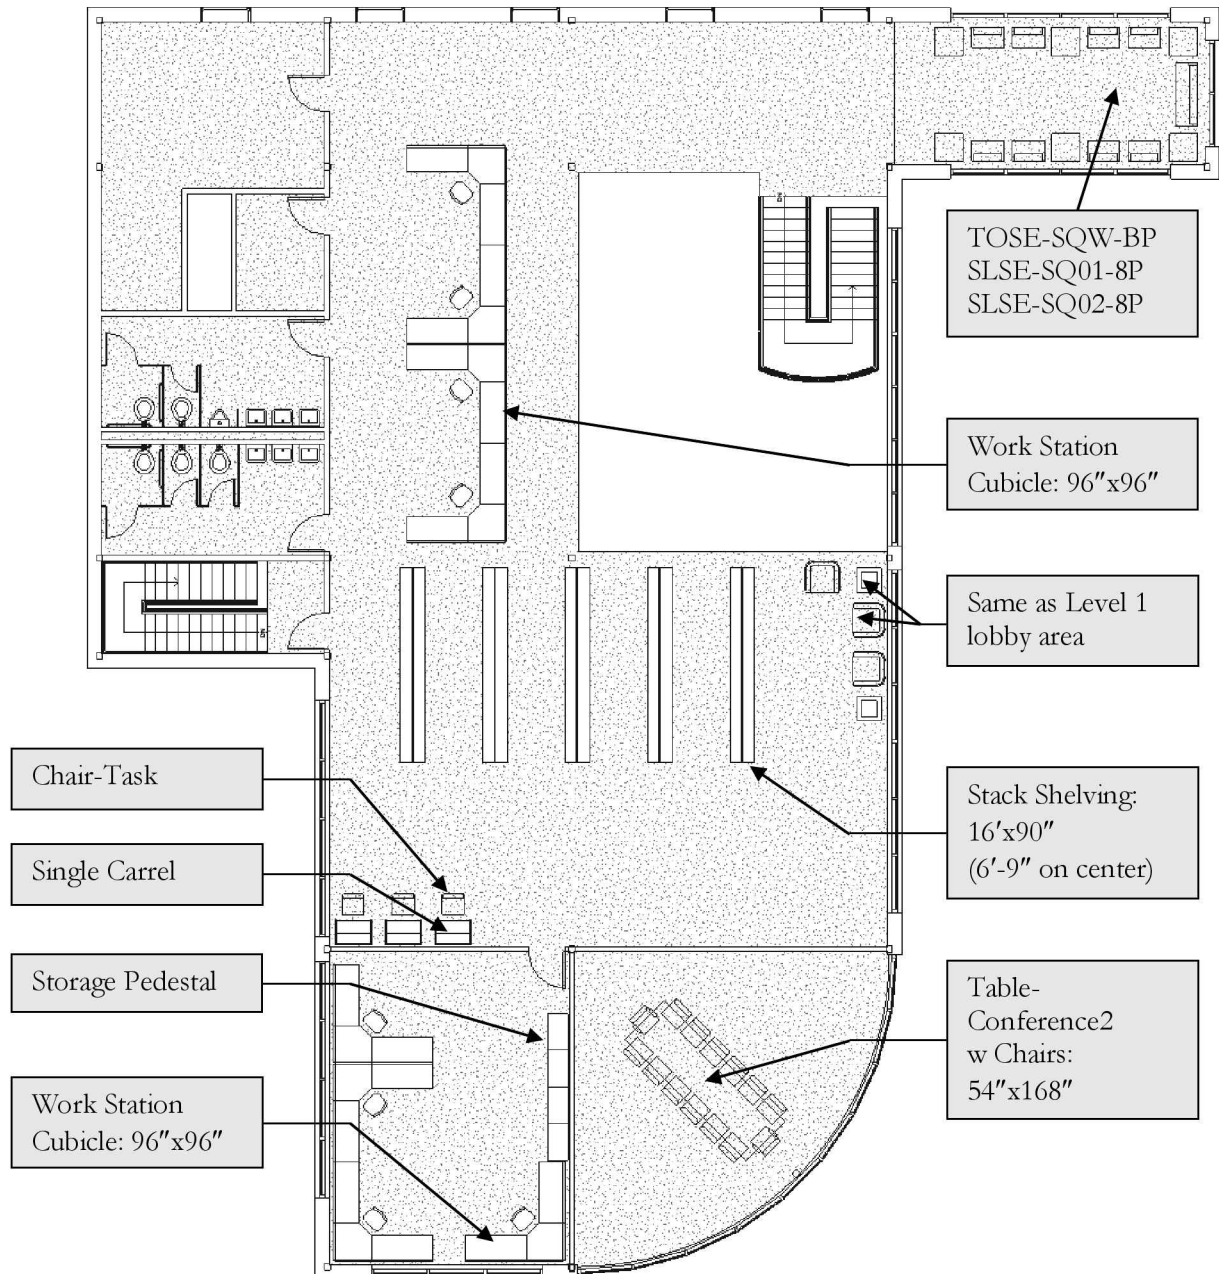 TOSE-SQW-BP
SLSE-SQ01-8P
SLSE-SQ02-8P
Work Station
Cubicle: 96"x96"
Same as Level 1
lobby area
Chair-Task
Single Carrel
Storage Pedestal
Work Station
Cubicle: 96"x96"
Stack Shelving:
16'x90"
(6'-9" on center)
Table-
Conference2
w Chairs:
54"x168"